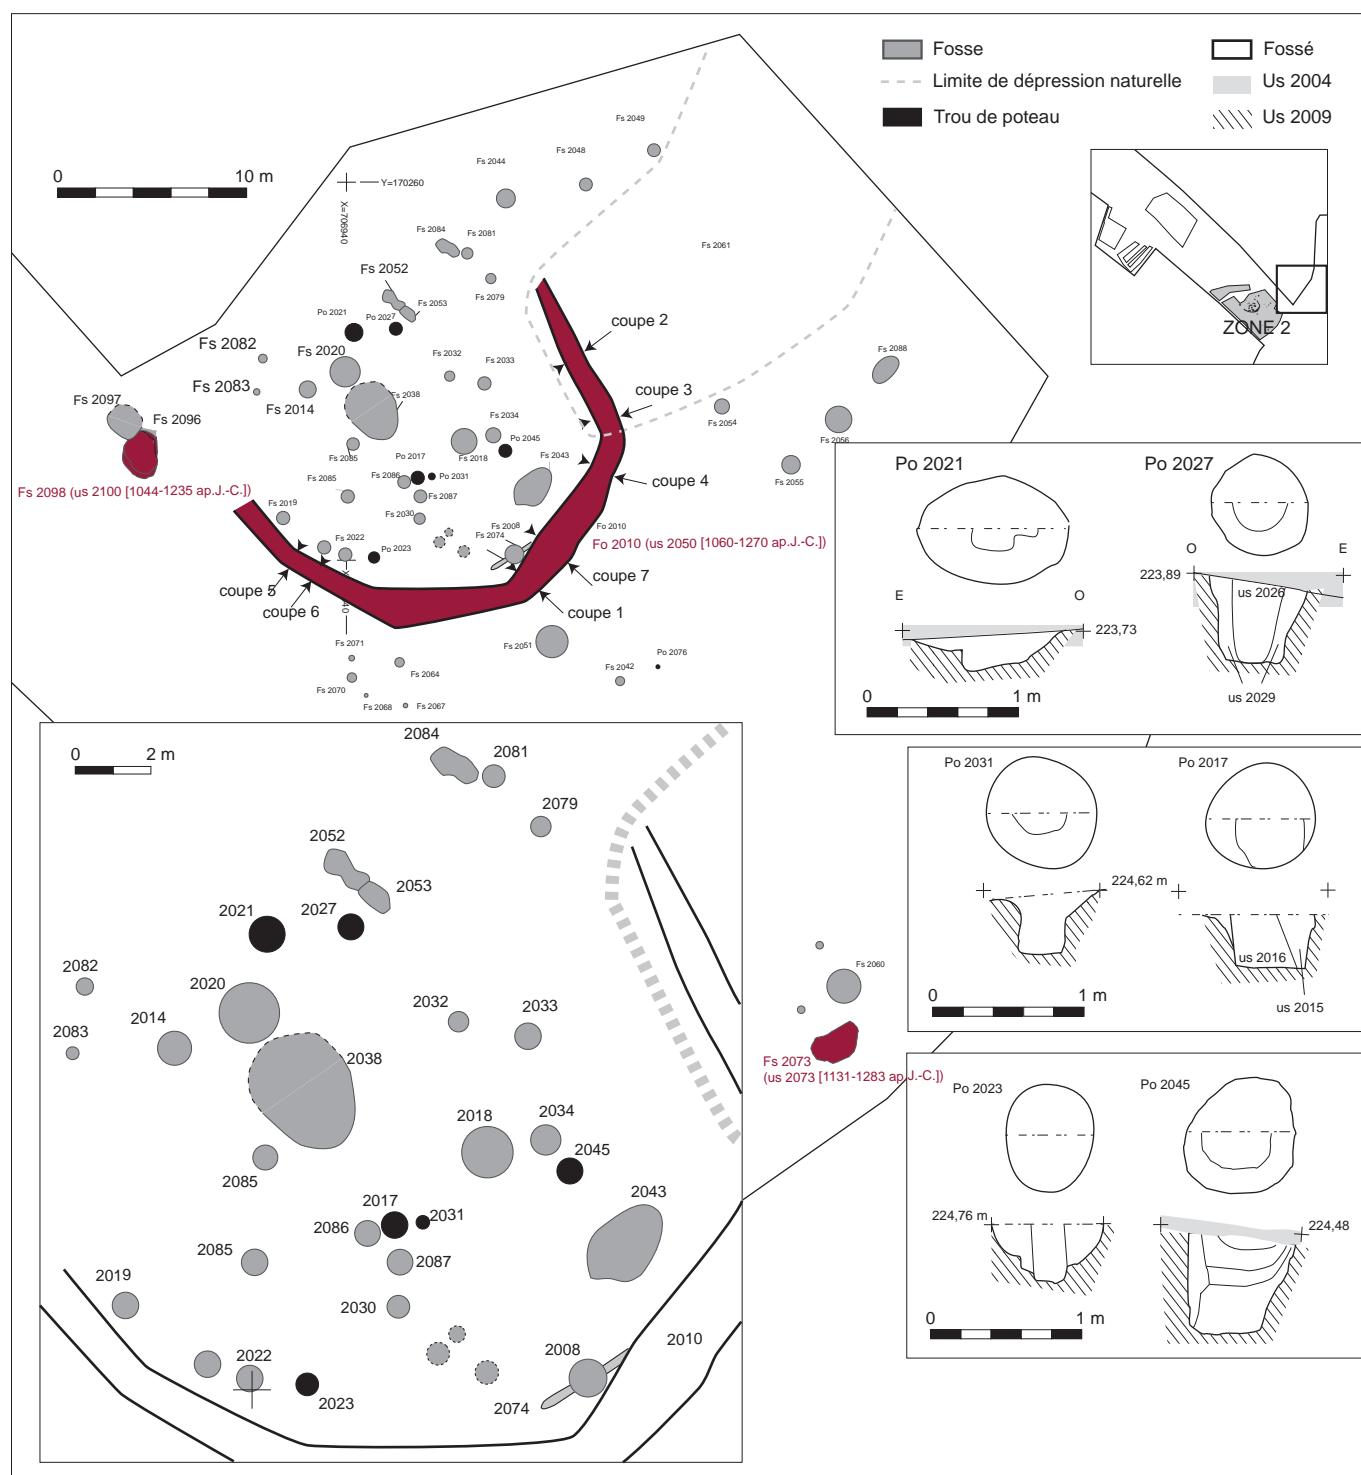 Fosse
Fossé
Limite de dépression naturelle
Us 2004
Trou de poteau
Us 2009
0 10 m
Y=170260
X=706940
Fs 2049
Fs 2048
Fs 2044
Fs 2084
Fs 2081
Fs 2061
Fs 2052
Fs 2079
Fs 2053
Po 2021
Po 2027
Fs 2082
Fs 2020
Fs 2032
Fs 2033
Fs 2083
Fs 2014
Fs 2038
coupe 2
coupe 3
Fs 2088
Fs 2054
Fs 2056
Fs 2097
Fs 2096
Fs 2034
Po 2045
Fs 2085
Po 2017
Fs 2018
Fs 2043
Fs 2055
Fs 2086
Po 2031
Fs 2085
Fs 2087
coupe 4
Fs 2098 (us 2100 [1044-1235 ap.J.-C.])
Fs 2019
Fs 2030
Fs 2008
Fs 2074
Fo 2010
Fo 2010 (us 2050 [1060-1270 ap.J.-C.])
Fs 2022
Po 2023
coupe 5
coupe 6
coupe 7
coupe 1
Fs 2071
Fs 2064
Fs 2051
Fs 2042
Po 2076
Fs 2070
Fs 2068
Fs 2067
ZONE 2
Po 2021
Po 2027
O E
223,89
us 2026
E O
223,73
us 2029
0 1 m
Po 2031
Po 2017
224,62 m
us 2016
us 2015
0 1 m
Po 2023
Po 2045
224,76 m
224,48
0 1 m
Fs 2060
Fs 2073
(us 2073 [1131-1283 ap.J.-C.])
0 2 m
2084
2081
2079
2052
2053
2021
2027
2082
2020
2032
2033
2014
2083
2038
2018
2034
2045
2085
2017
2031
2043
2086
2085
2087
2019
2030
2010
2022
2008
2023
2074